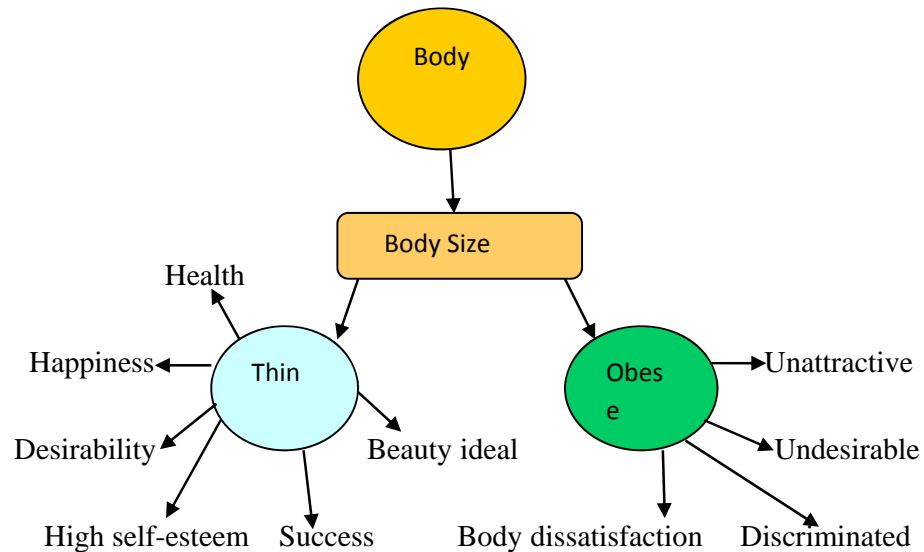 Body
Body Size
Health
Happiness
Thin
Obes
e
Unattractive
Desirability
Beauty ideal
Undesirable
High self-esteem
Success
Body dissatisfaction
Discriminated